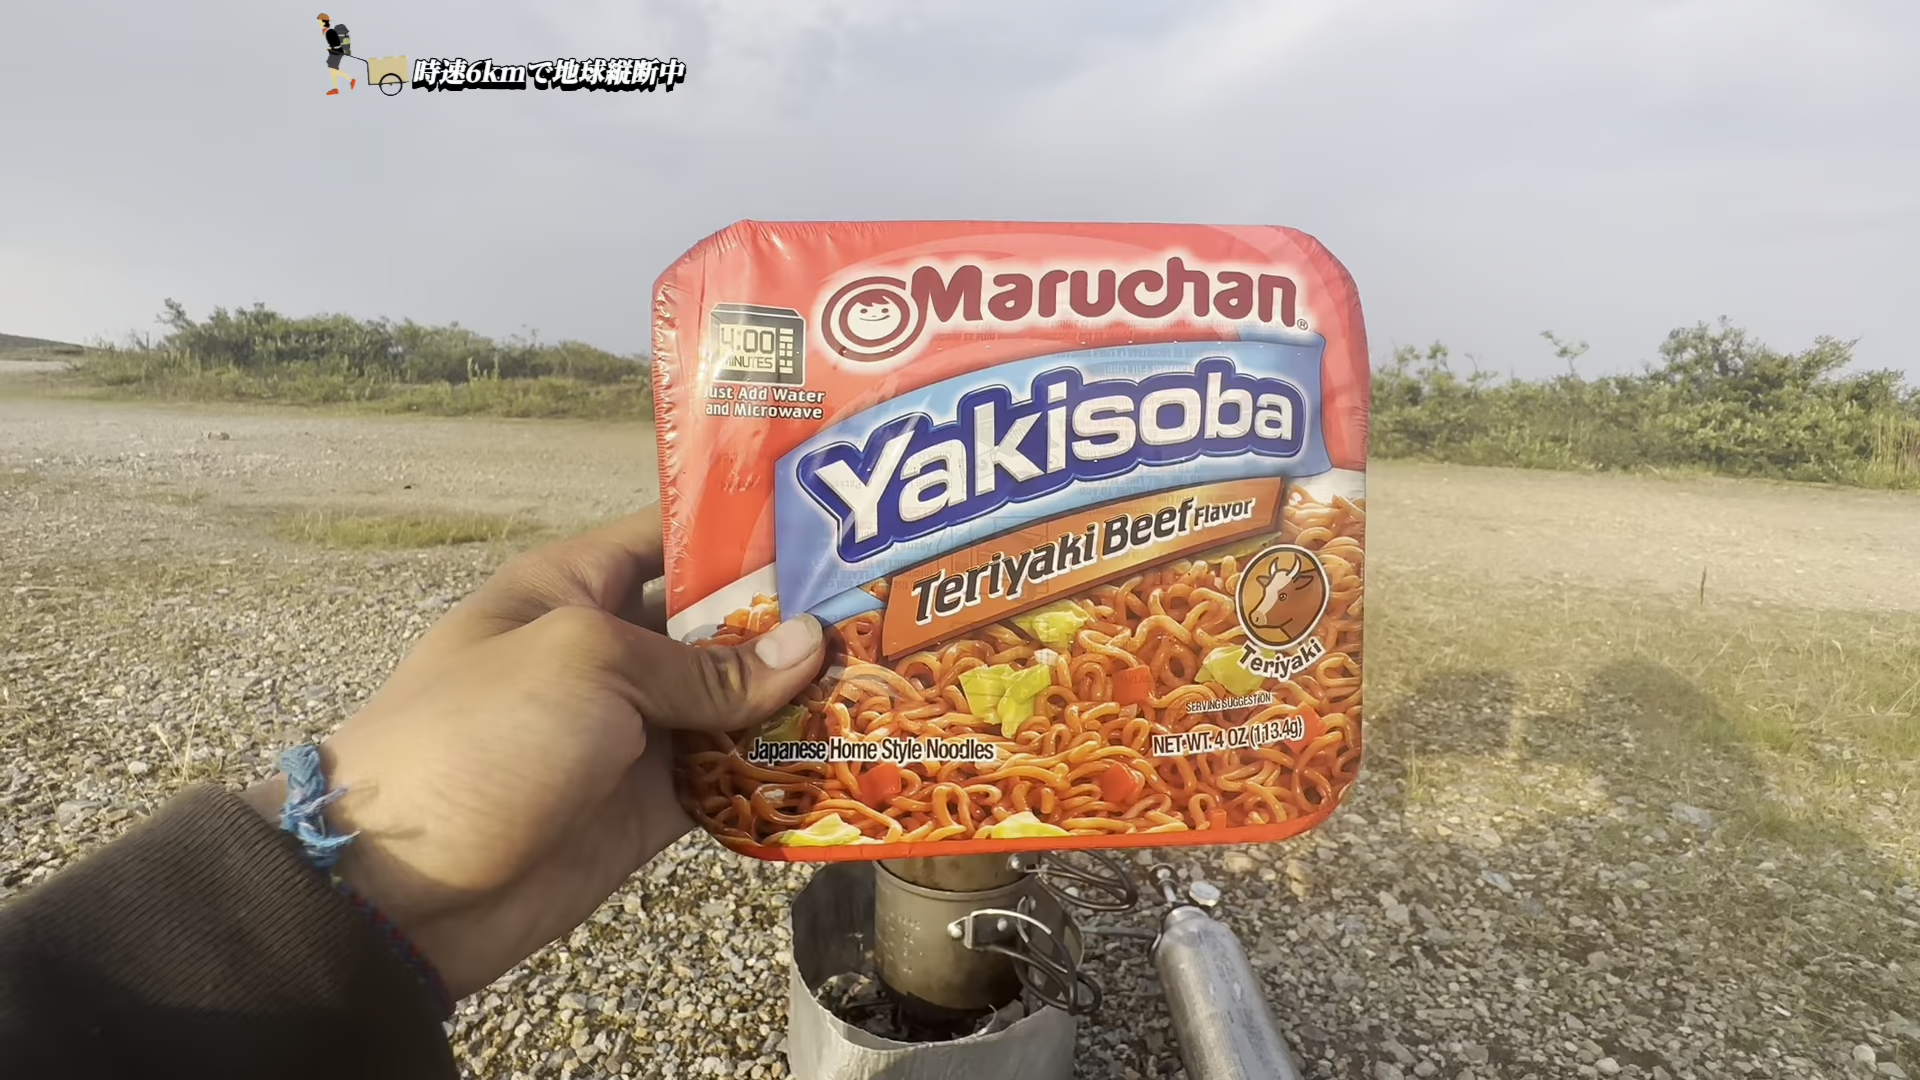 時速6kmで地球縦断中
Maruchan®
4:00
MINUTES
Just Add Water
and Microwave
Yakisoba
Teriyaki Beef Flavor
Teriyaki
SERVING SUGGESTION
Japanese Home Style Noodles
NET WT. 4 OZ (113.4g)